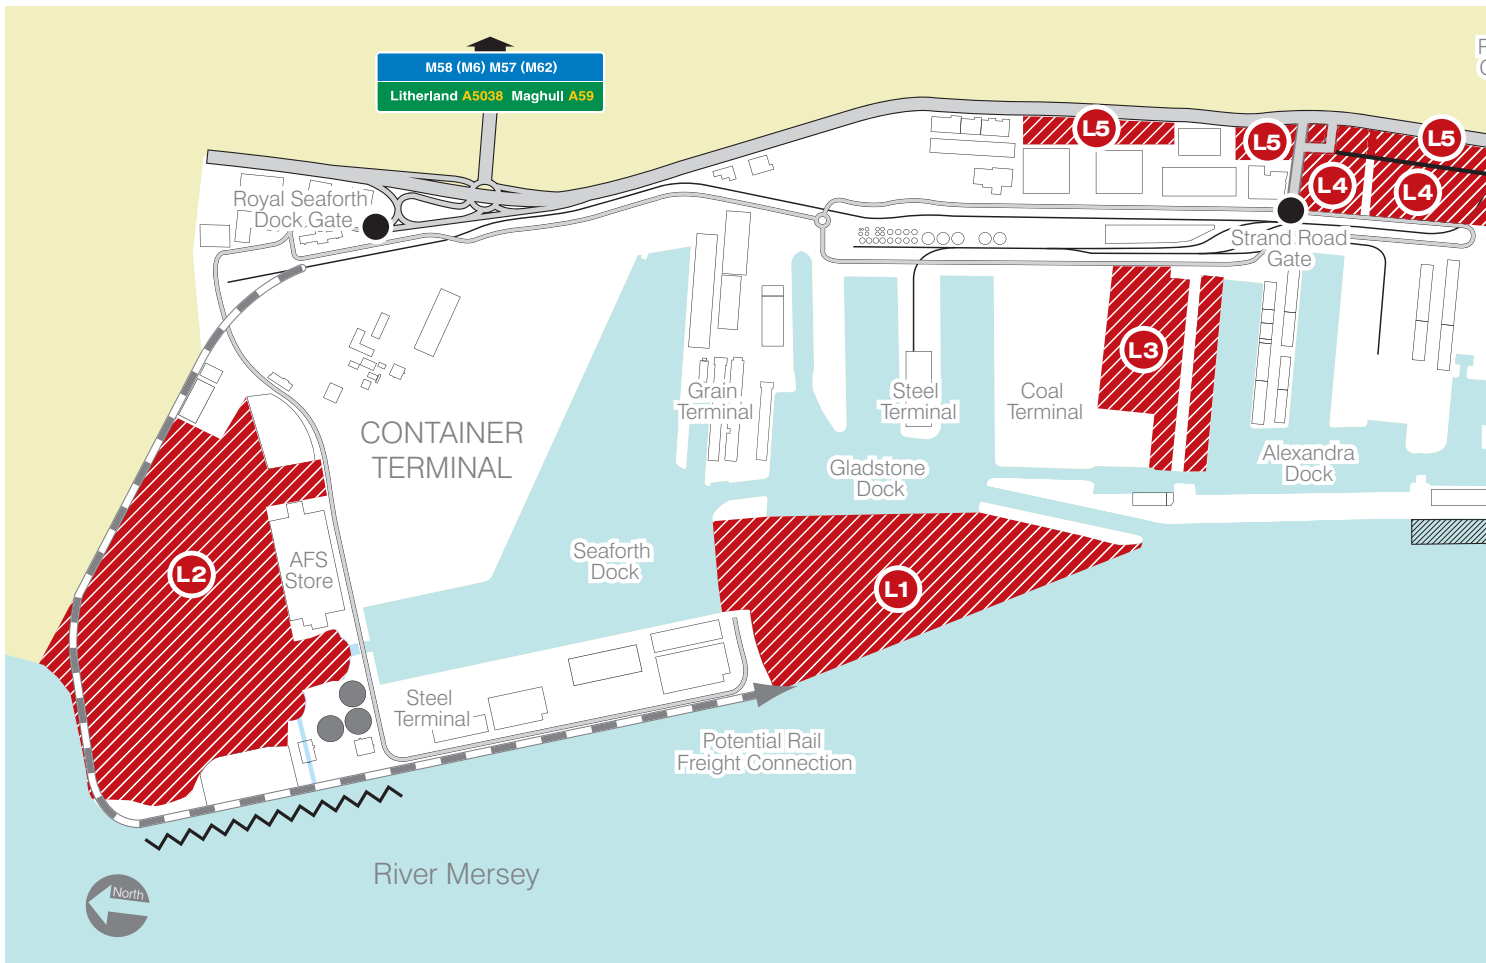 M58 (M6) M57 (M62)
Litherland A5038 Maghull A59
L5
L5
L5
L4
L4
Royal Seaforth
Dock Gate
Strand Road
Gate
L3
Grain
Terminal
Steel
Terminal
Coal
Terminal
CONTAINER
TERMINAL
Gladstone
Dock
Alexandra
Dock
AFS
Store
L2
Seaforth
Dock
L1
Steel
Terminal
Potential Rail
Freight Connection
River Mersey
North